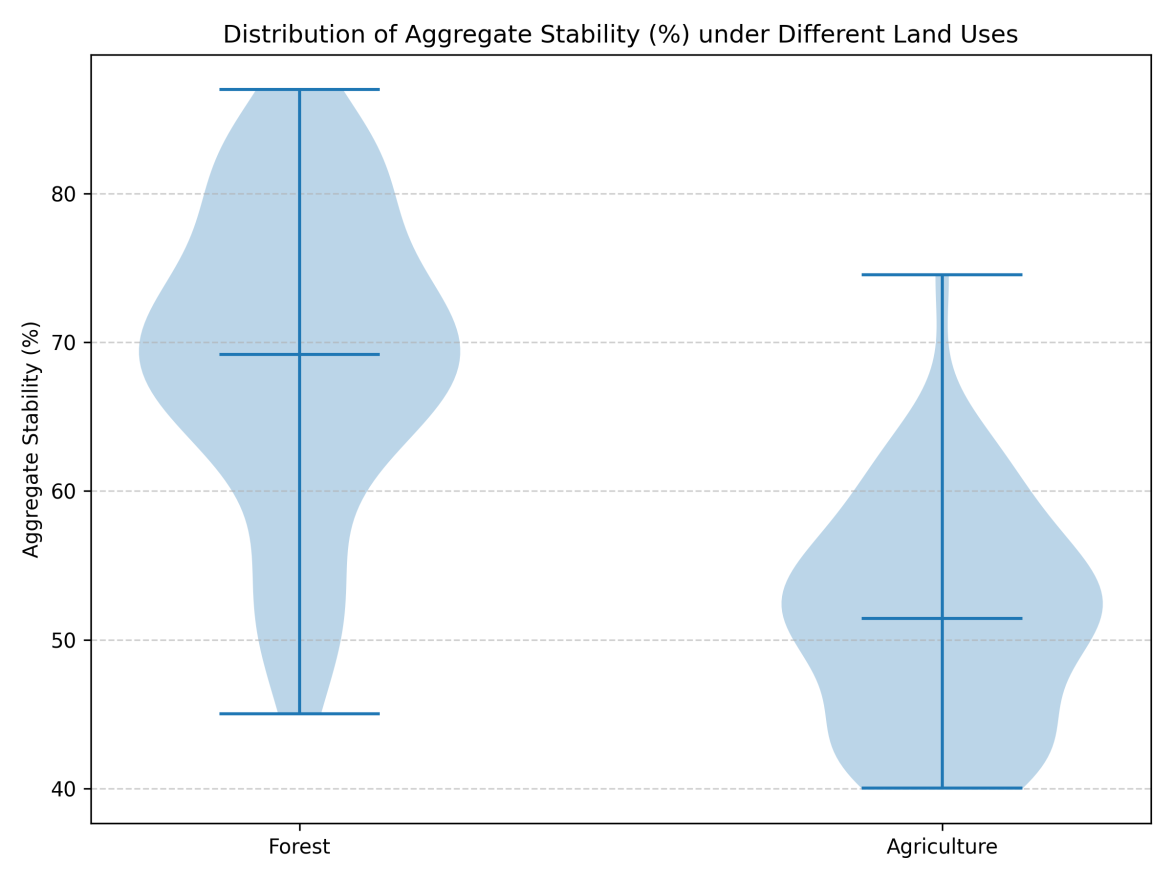 Distribution of Aggregate Stability (%) under Different Land Uses
Aggregate Stability (%)
80
70
60
50
40
Forest
Agriculture